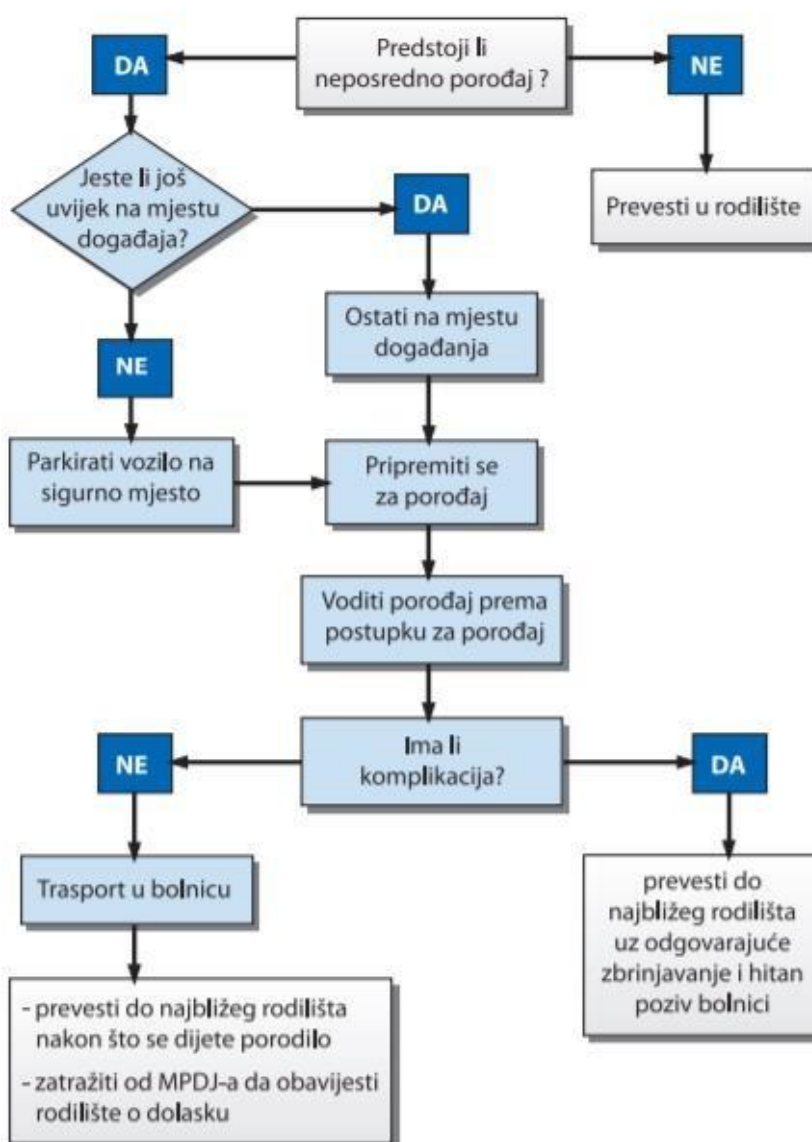 Predstoji li
neposredno porođaj ?
DA
NE
Jeste li još
uvijek na mjestu
događaja?
DA
Prevesti u rodilište
Ostati na mjestu
događanja
NE
Parkirati vozilo na
sigurno mjesto
Pripremiti se
za porođaj
Voditi porođaj prema
postupku za porođaj
Ima li
komplikacija?
NE
DA
Trasport u bolnicu
prevesti do
najbližeg rodilišta
uz odgovarajuće
zbrinjavanje i hitan
poziv bolnici
- prevesti do najbližeg rodilišta
nakon što se dijete porodilo
- zatražiti od MPDJ-a da obavijesti
rodilište o dolasku